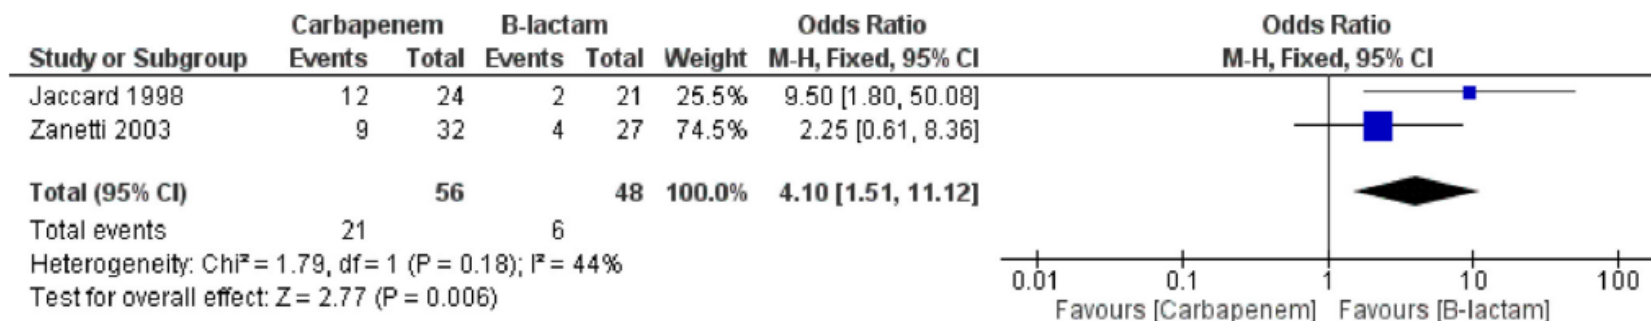 Carbapenem B-lactam Odds Ratio Odds Ratio
Study or Subgroup Events Total Events Total Weight M-H, Fixed, 95% CI M-H, Fixed, 95% CI
Jaccard 1998 12 24 2 21 25.5% 9.50 [1.80, 50.08]
Zanetti 2003 9 32 4 27 74.5% 2.25 [0.61, 8.36]
Total (95% CI) 56 48 100.0% 4.10 [1.51, 11.12]
Total events 21 6
Heterogeneity: Chi² = 1.79, df = 1 (P = 0.18); I² = 44%
Test for overall effect: Z = 2.77 (P = 0.006)
0.01 0.1 1 10 100
Favours [Carbapenem] Favours [B-lactam]